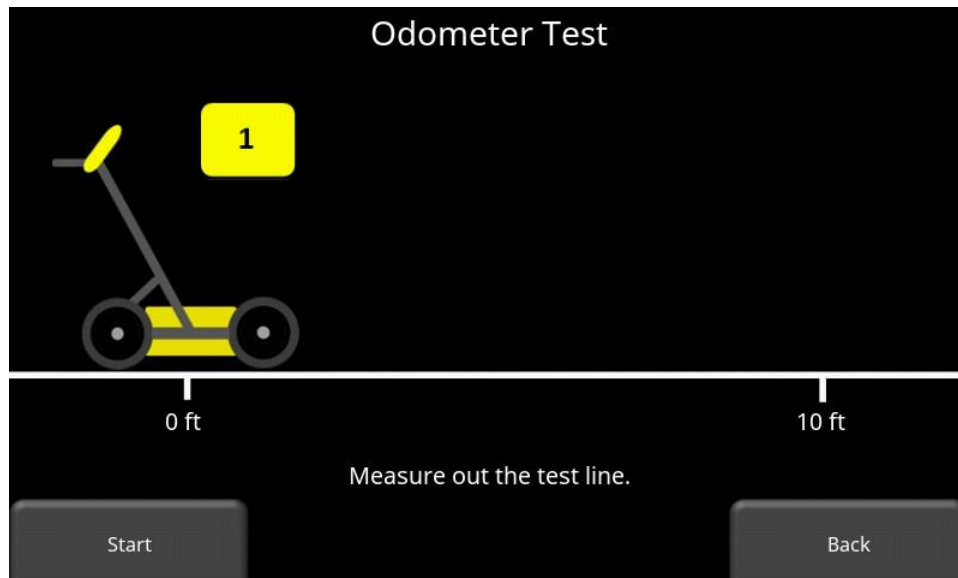 Odometer Test
1
0 ft
10 ft
Measure out the test line.
Start
Back